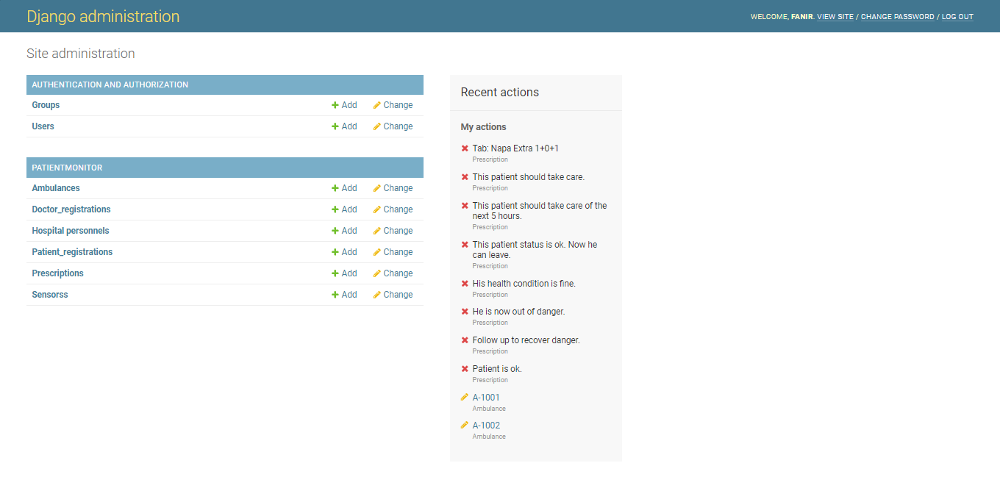 Django administration
WELCOME, FANIR. VIEW SITE / CHANGE PASSWORD / LOG OUT
Site administration
AUTHENTICATION AND AUTHORIZATION
Groups Add Change
Users Add Change
PATIENTMONITOR
Ambulances Add Change
Doctor_registrations Add Change
Hospital personnels Add Change
Patient_registrations Add Change
Prescriptions Add Change
Sensorss Add Change
Recent actions
My actions
Tab: Napa Extra 1+0+1
Prescription
This patient should take care.
Prescription
This patient should take care of the
next 5 hours.
Prescription
This patient status is ok. Now he
can leave.
Prescription
His health condition is fine.
Prescription
He is now out of danger.
Prescription
Follow up to recover danger.
Prescription
Patient is ok.
Prescription
A-1001
Ambulance
A-1002
Ambulance